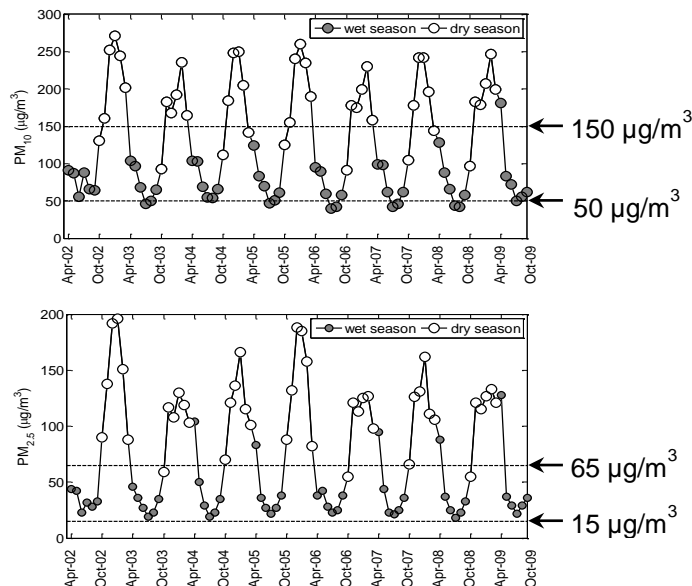 300
250
200
150
100
50
0
PM10 (µg/m³)
wet season dry season
150 µg/m³
50 µg/m³
Apr-02 Oct-02 Apr-03 Oct-03 Apr-04 Oct-04 Apr-05 Oct-05 Apr-06 Oct-06 Apr-07 Oct-07 Apr-08 Oct-08 Apr-09 Oct-09
200
150
100
50
0
PM2.5 (µg/m³)
wet season dry season
65 µg/m³
15 µg/m³
Apr-02 Oct-02 Apr-03 Oct-03 Apr-04 Oct-04 Apr-05 Oct-05 Apr-06 Oct-06 Apr-07 Oct-07 Apr-08 Oct-08 Apr-09 Oct-09